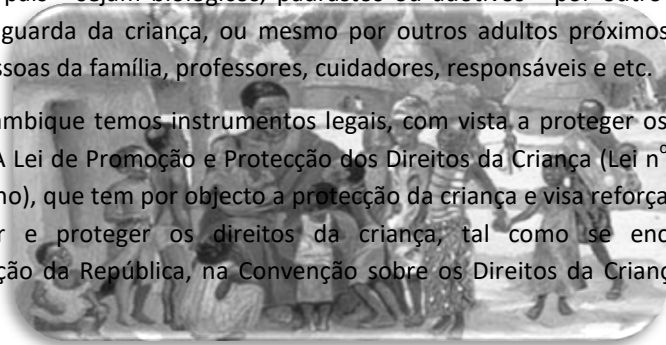 pais sejam biológicos, padrastos ou adotivos por outro
guarda da criança, ou mesmo por outros adultos próximos
ssoas da família, professores, cuidadores, responsáveis e etc.
ambique temos instrumentos legais, com vista a proteger os
A Lei de Promoção e Protecção dos Direitos da Criança (Lei nº
ho), que tem por objecto a protecção da criança e visa reforça
r e proteger os direitos da criança, tal como se enc
ção da República, na Convenção sobre os Direitos da Crianç